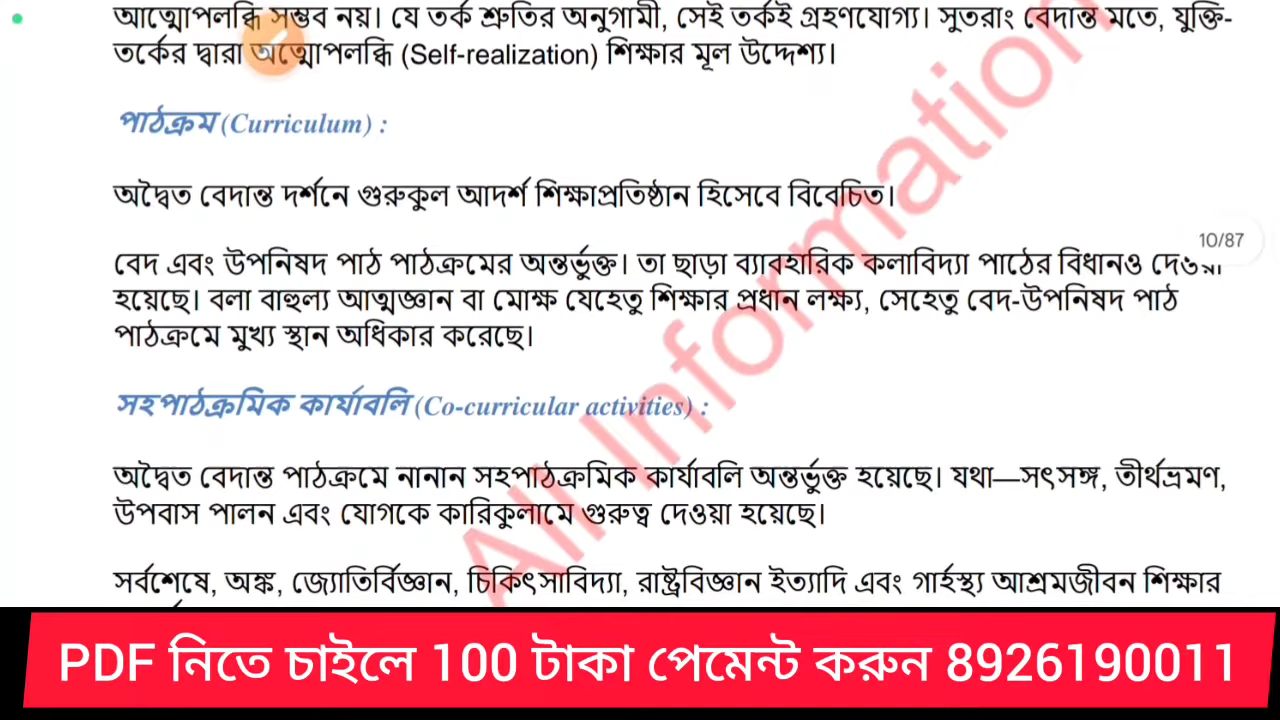 আত্মোপলব্ধি সম্ভব নয়। যে তর্ক শ্রুতির অনুগামী, সেই তর্কই গ্রহণযোগ্য। সুতরাং বেদান্ত মতে, যুক্তি-
তর্কের দ্বারা অত্মোপলব্ধি (Self-realization) শিক্ষার মূল উদ্দেশ্য।
পাঠক্রম (Curriculum) :
অদ্বৈত বেদান্ত দর্শনে গুরুকুল আদর্শ শিক্ষাপ্রতিষ্ঠান হিসেবে বিবেচিত।
10/87
বেদ এবং উপনিষদ পাঠ পাঠক্রমের অন্তর্ভুক্ত। তা ছাড়া ব্যাবহারিক কলাবিদ্যা পাঠের বিধানও দেওয়া
হয়েছে। বলা বাহুল্য আত্মজ্ঞান বা মোক্ষ যেহেতু শিক্ষার প্রধান লক্ষ্য, সেহেতু বেদ-উপনিষদ পাঠ
পাঠক্রমে মুখ্য স্থান অধিকার করেছে।
সহপাঠক্রমিক কার্যাবলি (Co-curricular activities) :
অদ্বৈত বেদান্ত পাঠক্রমে নানান সহপাঠক্রমিক কার্যাবলি অন্তর্ভুক্ত হয়েছে। যথা—সৎসঙ্গ, তীর্থভ্রমণ,
উপবাস পালন এবং যোগকে কারিকুলামে গুরুত্ব দেওয়া হয়েছে।
সর্বশেষে, অঙ্ক, জ্যোতির্বিজ্ঞান, চিকিৎসাবিদ্যা, রাষ্ট্রবিজ্ঞান ইত্যাদি এবং গার্হস্থ্য আশ্রমজীবন শিক্ষার
All Information
PDF নিতে চাইলে 100 টাকা পেমেন্ট করুন 8926190011